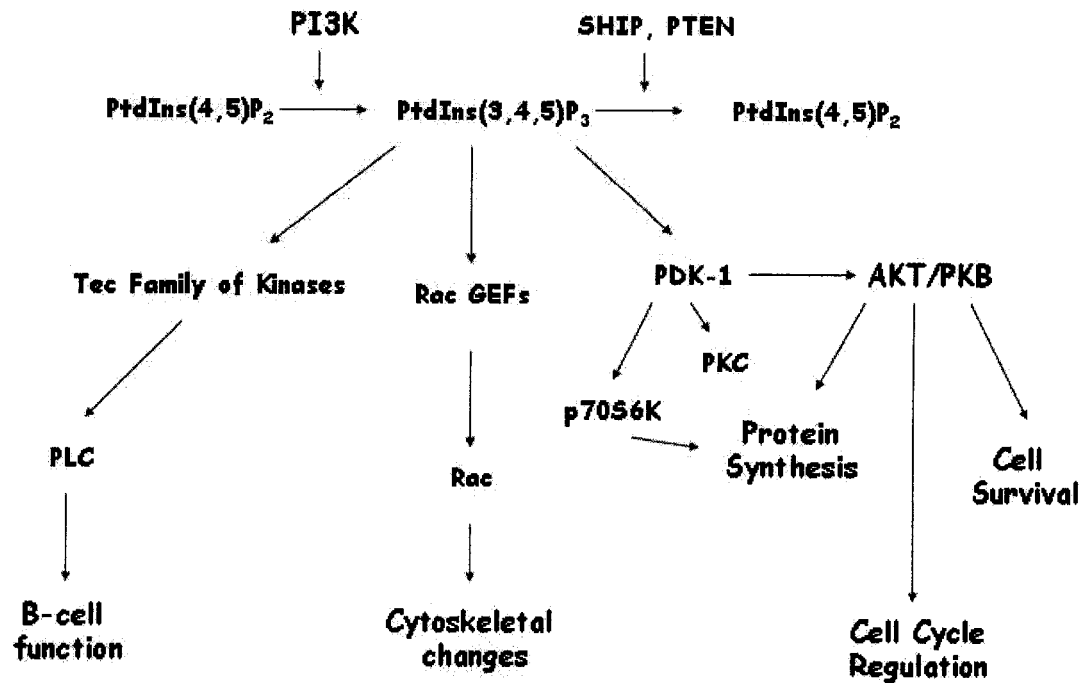 PI3K
SHIP, PTEN
PtdIns(4,5)P₂
PtdIns(3,4,5)P₃
PtdIns(4,5)P₂
Tec Family of Kinases
Rac GEFs
PDK-1
AKT/PKB
PKC
p70S6K
PLC
Rac
Protein
Synthesis
Cell
Survival
B-cell
function
Cytoskeletal
changes
Cell Cycle
Regulation